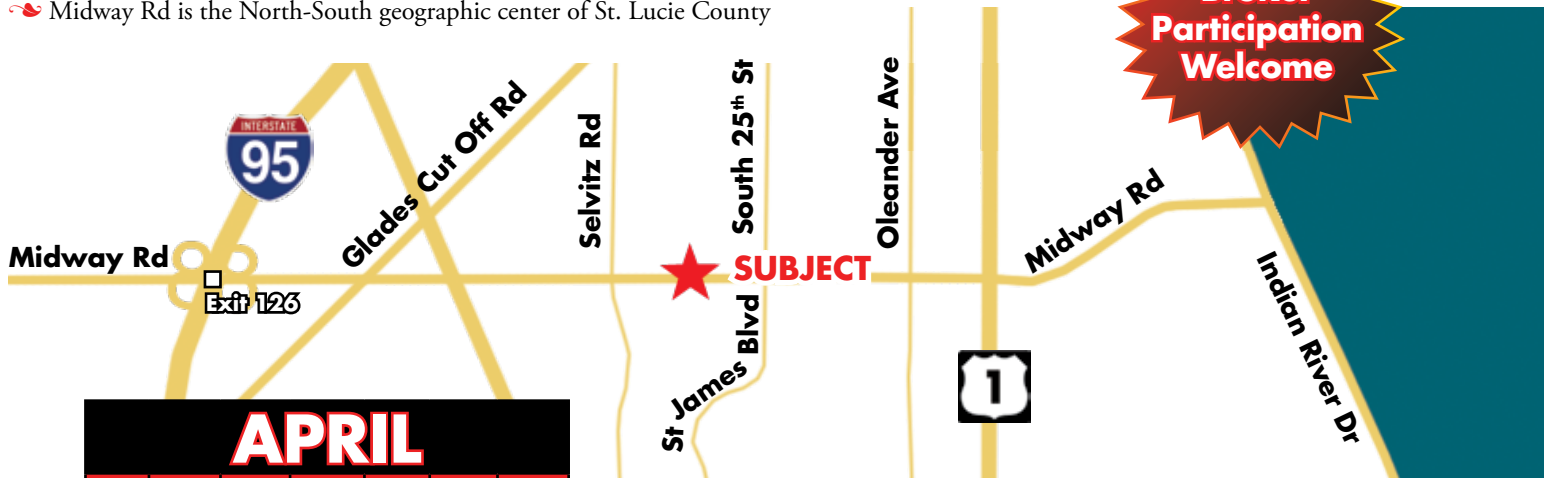 Midway Rd is the North-South geographic center of St. Lucie County
Participation
Welcome
INTERSTATE
95
Midway Rd
Exit 126
Glades Cut Off Rd
Selvitz Rd
South 25th St
St James Blvd
SUBJECT
Oleander Ave
1
Midway Rd
Indian River Dr
APRIL